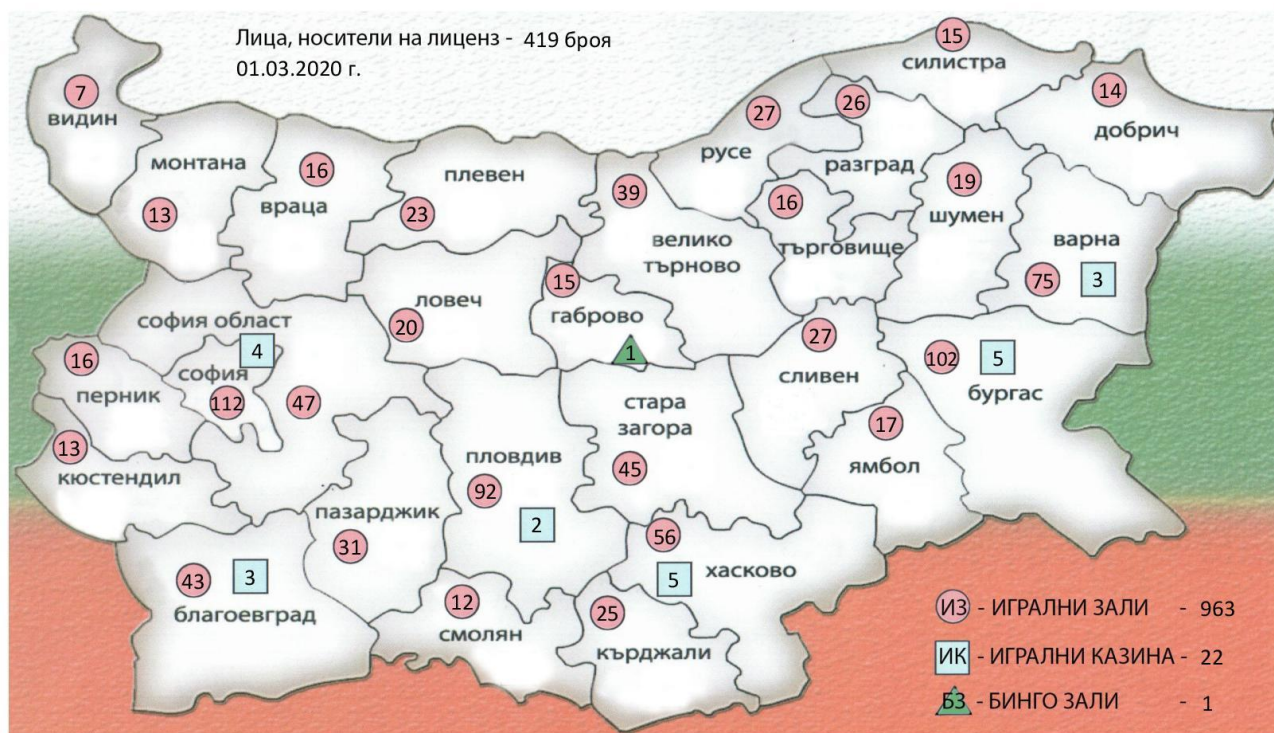 Лица, носители на лиценз - 419 броя
01.03.2020 г.
7
видин
монтана
13
16
враца
плевен
23
39
велико
търново
27
русе
26
разград
15
силистра
14
добрич
16
търговище
19
шумен
варна
75
3
ловеч
20
15
габрово
1
софия област
4
софия
112
47
16
перник
13
кюстендил
27
сливен
102
5
бургас
17
ямбол
стара
загора
45
пловдив
92
2
пазарджик
31
43
3
благоевград
12
смолян
56
5
хасково
25
кърджали
ИЗ - ИГРАЛНИ ЗАЛИ - 963
ИК - ИГРАЛНИ КАЗИНА - 22
БЗ - БИНГО ЗАЛИ - 1